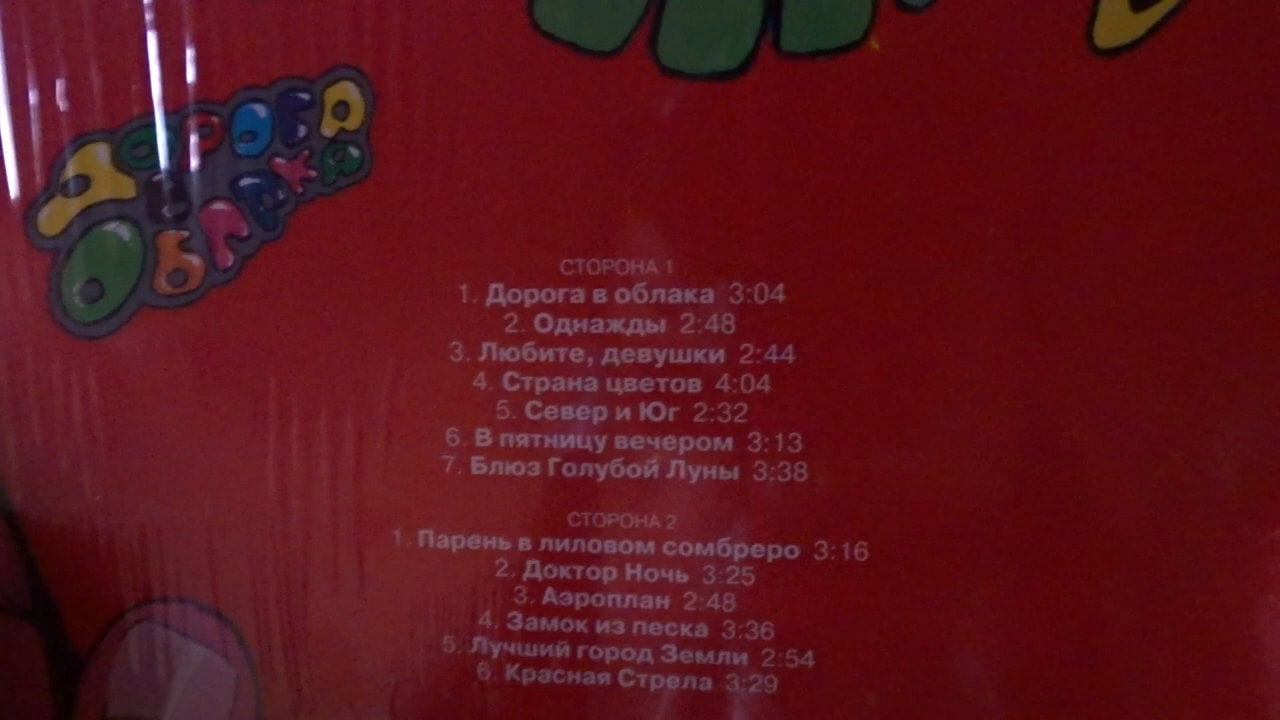 ДОРОГА
В
ОБЛАКА
СТОРОНА 1
1. Дорога в облака 3:04
2. Однажды 2:48
3. Любите, девушки 2:44
4. Страна цветов 4:04
5. Север и Юг 2:32
6. В пятницу вечером 3:13
7. Блюз Голубой Луны 3:38
СТОРОНА 2
1. Парень в лиловом сомбреро 3:16
2. Доктор Ночь 3:25
3. Аэроплан 2:48
4. Замок из песка 3:36
5. Лучший город Земли 2:54
6. Красная Стрела 3:29